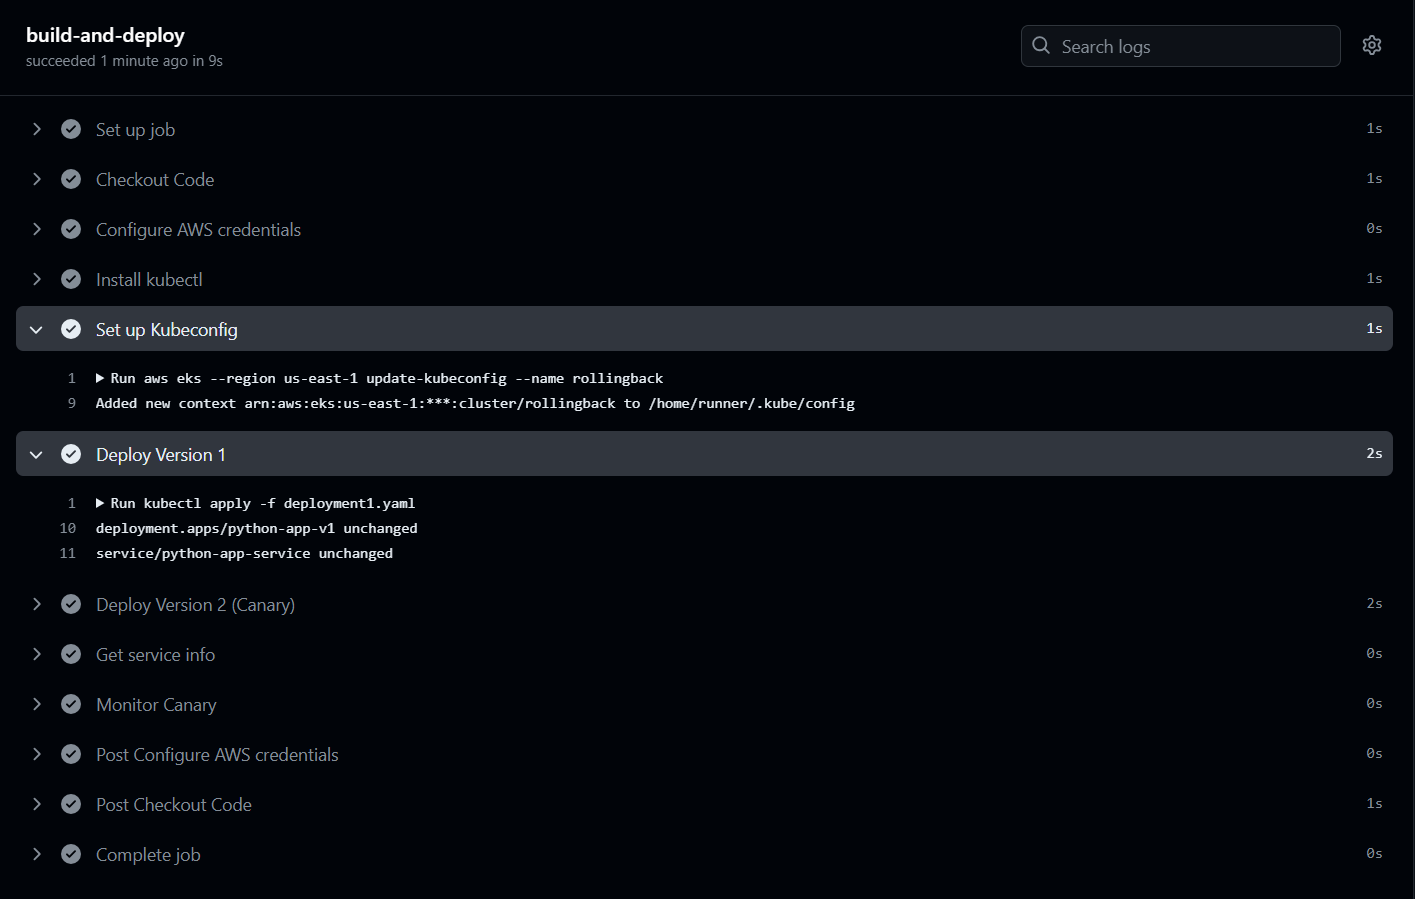 build-and-deploy
succeeded 1 minute ago in 9s
Search logs
Set up job 1s
Checkout Code 1s
Configure AWS credentials 0s
Install kubectl 1s
Set up Kubeconfig 1s
1 Run aws eks --region us-east-1 update-kubeconfig --name rollingback
9 Added new context arn:aws:eks:us-east-1:***:cluster/rollingback to /home/runner/.kube/config
Deploy Version 1 2s
1 Run kubectl apply -f deployment1.yaml
10 deployment.apps/python-app-v1 unchanged
11 service/python-app-service unchanged
Deploy Version 2 (Canary) 2s
Get service info 0s
Monitor Canary 0s
Post Configure AWS credentials 0s
Post Checkout Code 1s
Complete job 0s